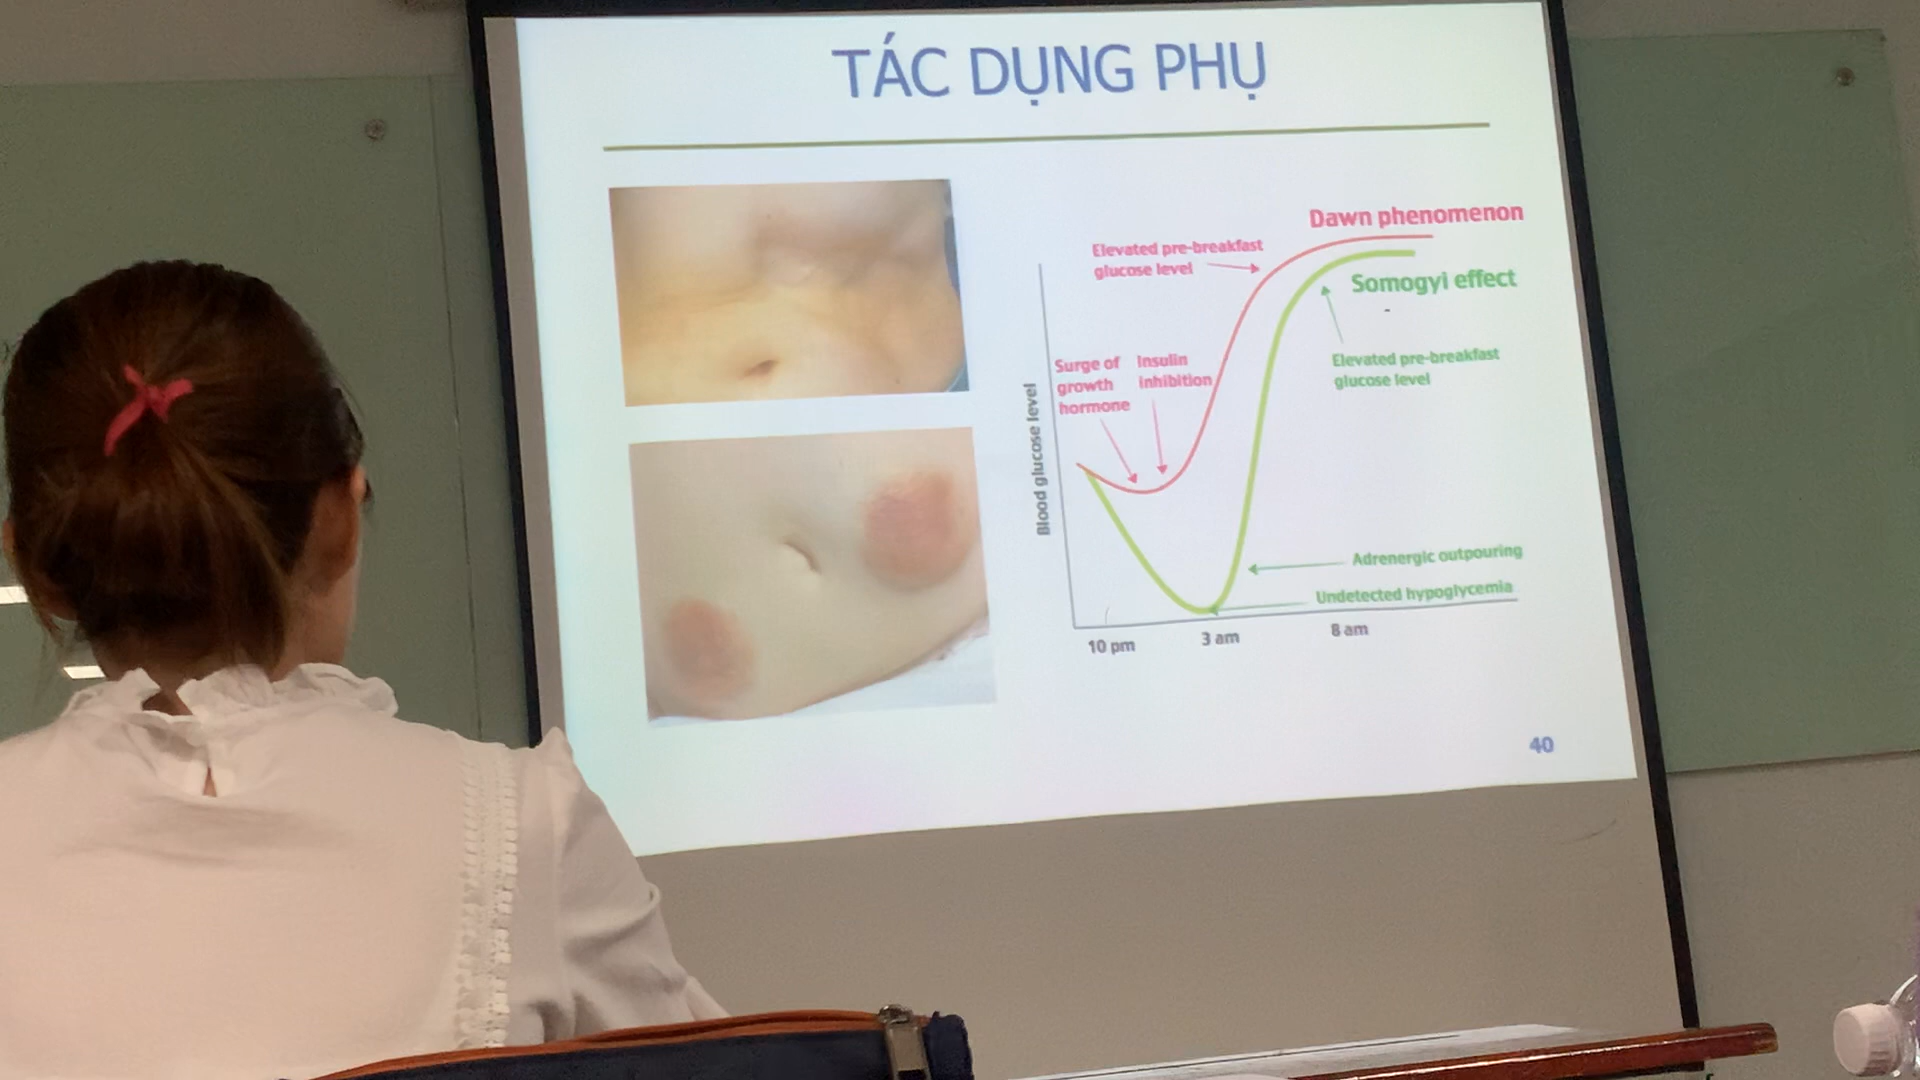 TÁC DỤNG PHỤ
Dawn phenomenon
Elevated pre-breakfast
glucose level
Somogyi effect
Surge of
growth
hormone
Insulin
inhibition
Elevated pre-breakfast
glucose level
Blood glucose level
Adrenergic outpouring
Undetected hypoglycemia
10 pm
3 am
8 am
40